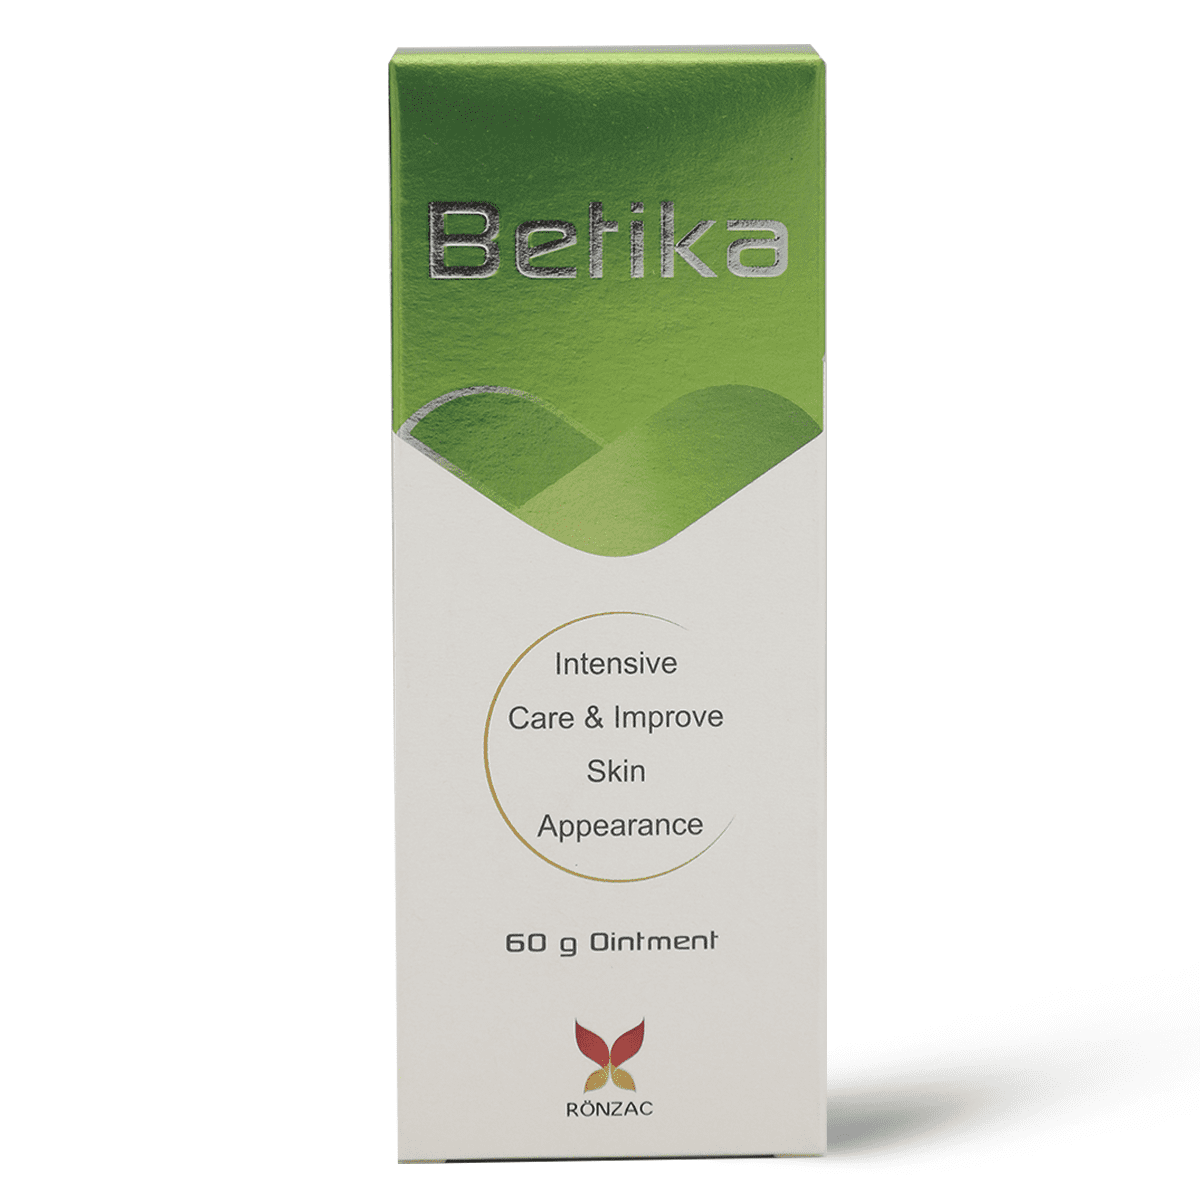 Betika
Intensive
Care & Improve
Skin
Appearance
60 g Ointment
RÖNZAC